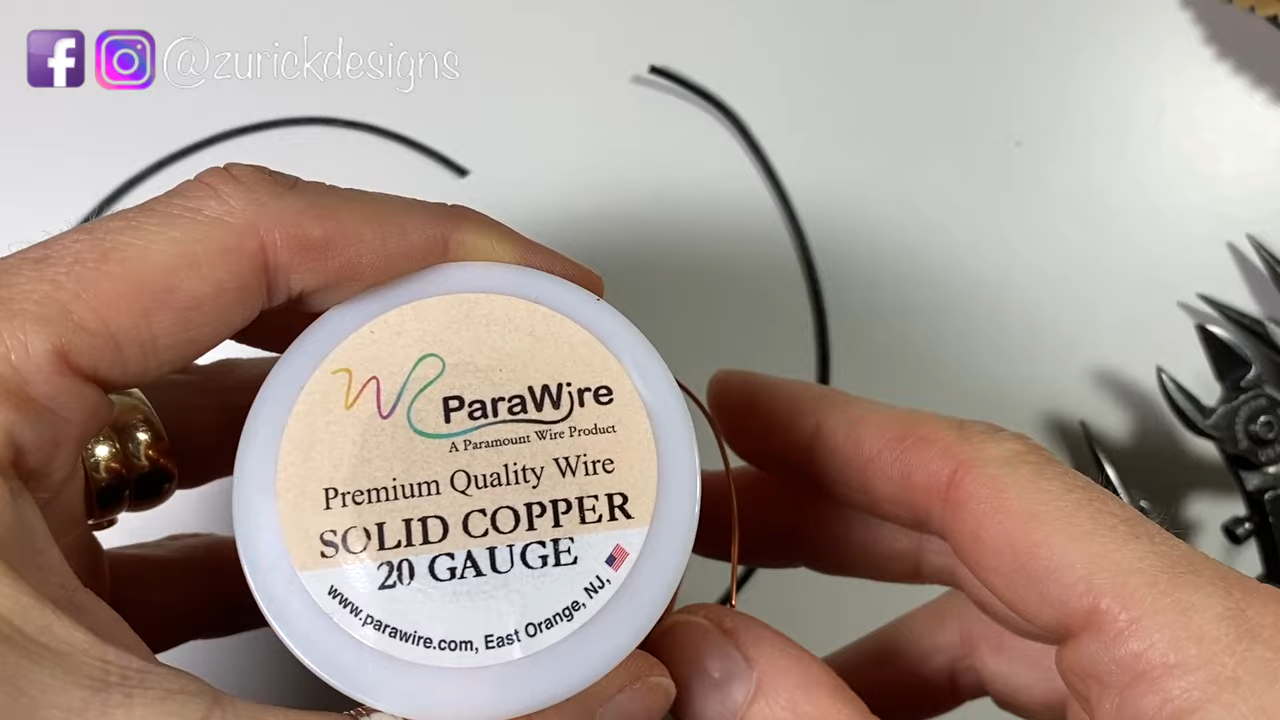 @zurickdesigns
ParaWire
A Paramount Wire Product
Premium Quality Wire
SOLID COPPER
20 GAUGE
www.parawire.com, East Orange, NJ,